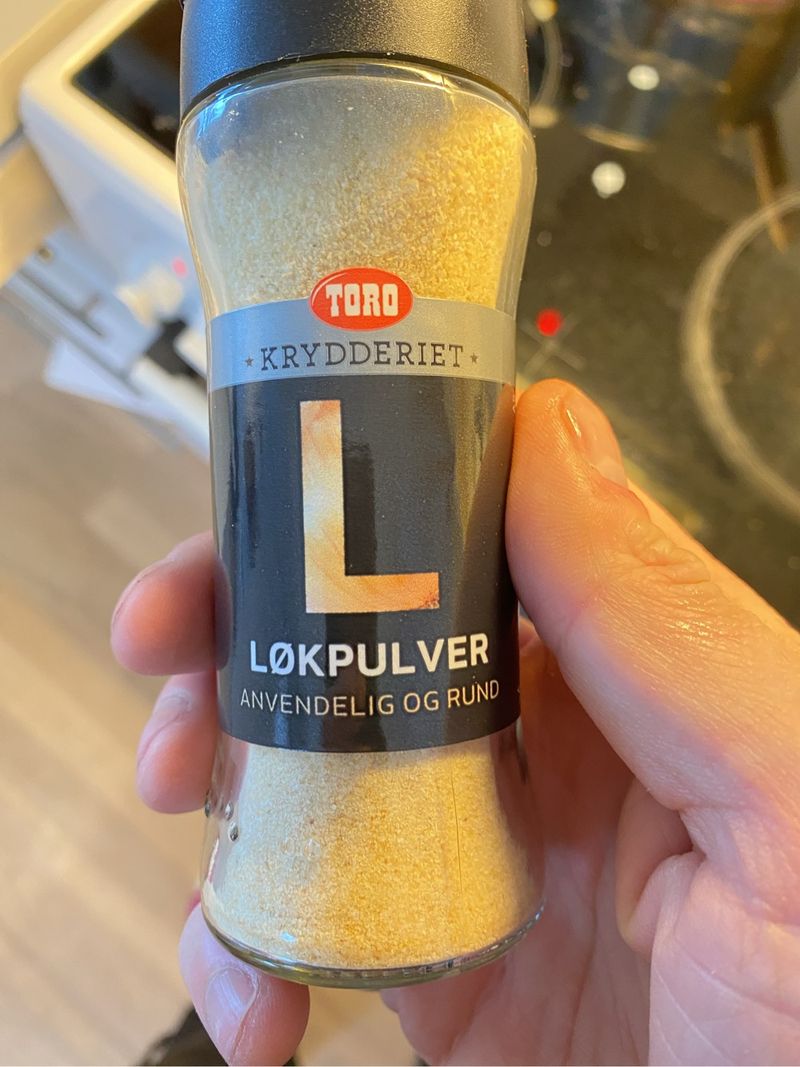 TORO
KRYDDERIET
L
LØKPULVER
ANVENDELIG OG RUND